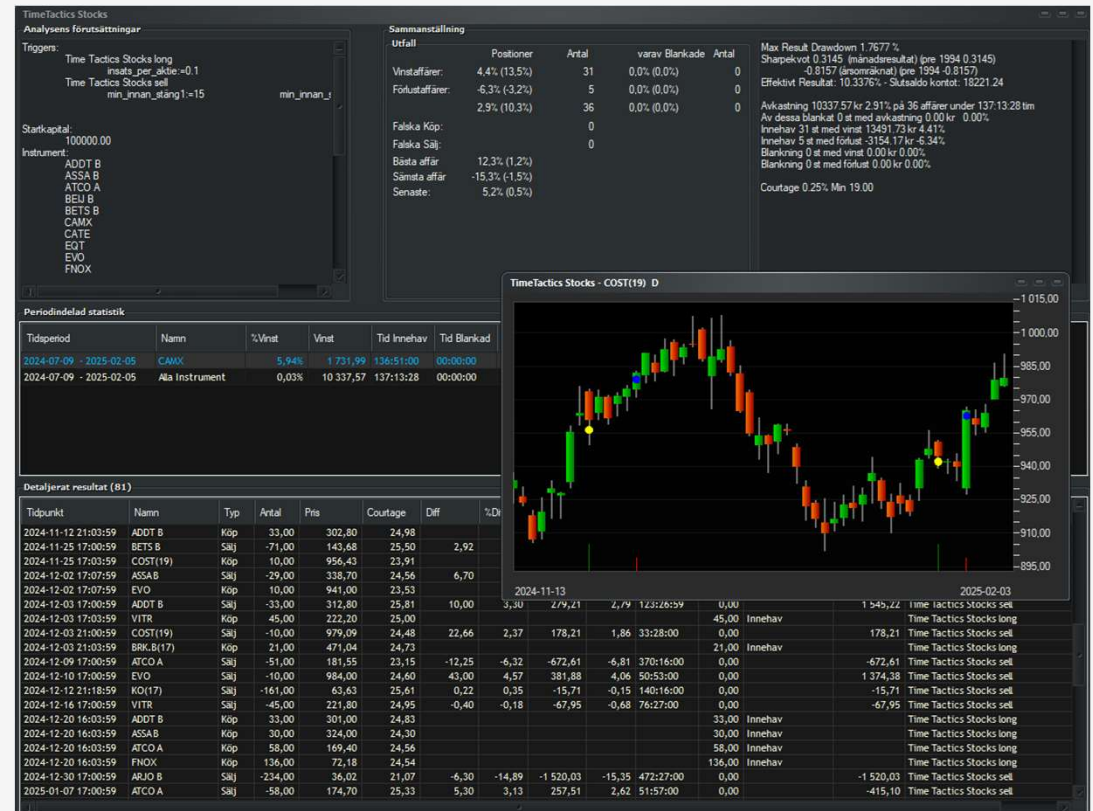 TimeTactics Stocks
Analysens förutsättningar
Triggers:
Time Tactics Stocks long
insats_per_aktie:=0.1
Time Tactics Stocks sell
min_innan_stäng1:=15 min_innan_s
Startkapital:
100000.00
Instrument:
ADDT B
ASSA B
ATCO A
BEIJ B
BETS B
CAMX
CATE
EQT
EVO
FNOX
Sammanställning
Utfall
Positioner Antal varav Blankade Antal
Vinstaffärer: 4,4% (13,5%) 31 0,0% (0,0%) 0
Förlustaffärer: -6,3% (-3,2%) 5 0,0% (0,0%) 0
2,9% (10,3%) 36 0,0% (0,0%) 0
Falska Köp: 0
Falska Sälj: 0
Bästa affär 12,3% (1,2%)
Sämsta affär -15,3% (-1,5%)
Senaste: 5,2% (0,5%)
Max Result Drawdown 1.7677 %
Sharpekvot 0.3145 (månadsresultat) (pre 1994 0.3145)
-0.8157 (årsomräknat) (pre 1994 -0.8157)
Effektivt Resultat: 10.3376% - Slutsaldo kontot: 18221.24
Avkastning 10337.57 kr 2.91% på 36 affärer under 137:13:28 tim
Av dessa blankat 0 st med avkastning 0.00 kr 0.00%
Innehav 31 st med vinst 13491.73 kr 4.41%
Innehav 5 st med förlust -3154.17 kr -6.34%
Blankning 0 st med vinst 0.00 kr 0.00%
Blankning 0 st med förlust 0.00 kr 0.00%
Courtage 0.25% Min 19.00
Periodindelad statistik
Tidsperiod Namn %Vinst Vinst Tid Innehav Tid Blankad
2024-07-09 - 2025-02-05 CAMX 5,94% 1 731,99 136:51:00 00:00:00
2024-07-09 - 2025-02-05 Alla Instrument 0,03% 10 337,57 137:13:28 00:00:00
TimeTactics Stocks - COST(19) D
1 015,00
1 000,00
985,00
970,00
955,00
940,00
925,00
910,00
895,00
2024-11-13 2025-02-03
Detaljerat resultat (81)
Tidpunkt Namn Typ Antal Pris Courtage Diff
2024-11-12 21:03:59 ADDT B Köp 33,00 302,80 24,98
2024-11-25 17:00:59 BETS B Sälj -71,00 143,68 25,50 2,92
2024-11-25 17:03:59 COST(19) Köp 10,00 956,43 23,91
2024-12-02 17:07:59 ASSA B Sälj -29,00 338,70 24,56 6,70
2024-12-02 17:07:59 EVO Köp 10,00 941,00 23,53
2024-12-03 17:00:59 ADDT B Sälj -33,00 312,80 25,81 10,00 3,30 279,21 2,79 123:26:59 0,00 1 545,22 Time Tactics Stocks sell
2024-12-03 17:03:59 VITR Köp 45,00 222,20 25,00 45,00 Innehav Time Tactics Stocks long
2024-12-03 21:00:59 COST(19) Sälj -10,00 979,09 24,48 22,66 2,37 178,21 1,86 33:28:00 0,00 178,21 Time Tactics Stocks sell
2024-12-03 21:03:59 BRK.B(17) Köp 21,00 471,04 24,73 21,00 Innehav Time Tactics Stocks long
2024-12-09 17:00:59 ATCO A Sälj -51,00 181,55 23,15 -12,25 -6,32 -672,61 -6,81 370:16:00 0,00 -672,61 Time Tactics Stocks sell
2024-12-10 17:00:59 EVO Sälj -10,00 984,00 24,60 43,00 4,57 381,88 4,06 50:53:00 0,00 1 374,38 Time Tactics Stocks sell
2024-12-12 21:18:59 KO(17) Sälj -161,00 63,63 25,61 0,22 0,35 -15,71 -0,15 140:16:00 0,00 -15,71 Time Tactics Stocks sell
2024-12-16 17:00:59 VITR Sälj -45,00 221,80 24,95 -0,40 -0,18 -67,95 -0,68 76:27:00 0,00 -67,95 Time Tactics Stocks sell
2024-12-20 16:03:59 ADDT B Köp 33,00 301,00 24,83 33,00 Innehav Time Tactics Stocks long
2024-12-20 16:03:59 ASSA B Köp 30,00 324,00 24,30 30,00 Innehav Time Tactics Stocks long
2024-12-20 16:03:59 ATCO A Köp 58,00 169,40 24,56 58,00 Innehav Time Tactics Stocks long
2024-12-20 16:03:59 FNOX Köp 136,00 72,18 24,54 136,00 Innehav Time Tactics Stocks long
2024-12-30 17:00:59 ARJO B Sälj -234,00 36,02 21,07 -6,30 -14,89 -1 520,03 -15,35 472:27:00 0,00 -1 520,03 Time Tactics Stocks sell
2025-01-07 17:00:59 ATCO A Sälj -58,00 174,70 25,33 5,30 3,13 257,51 2,62 51:57:00 0,00 -415,10 Time Tactics Stocks sell